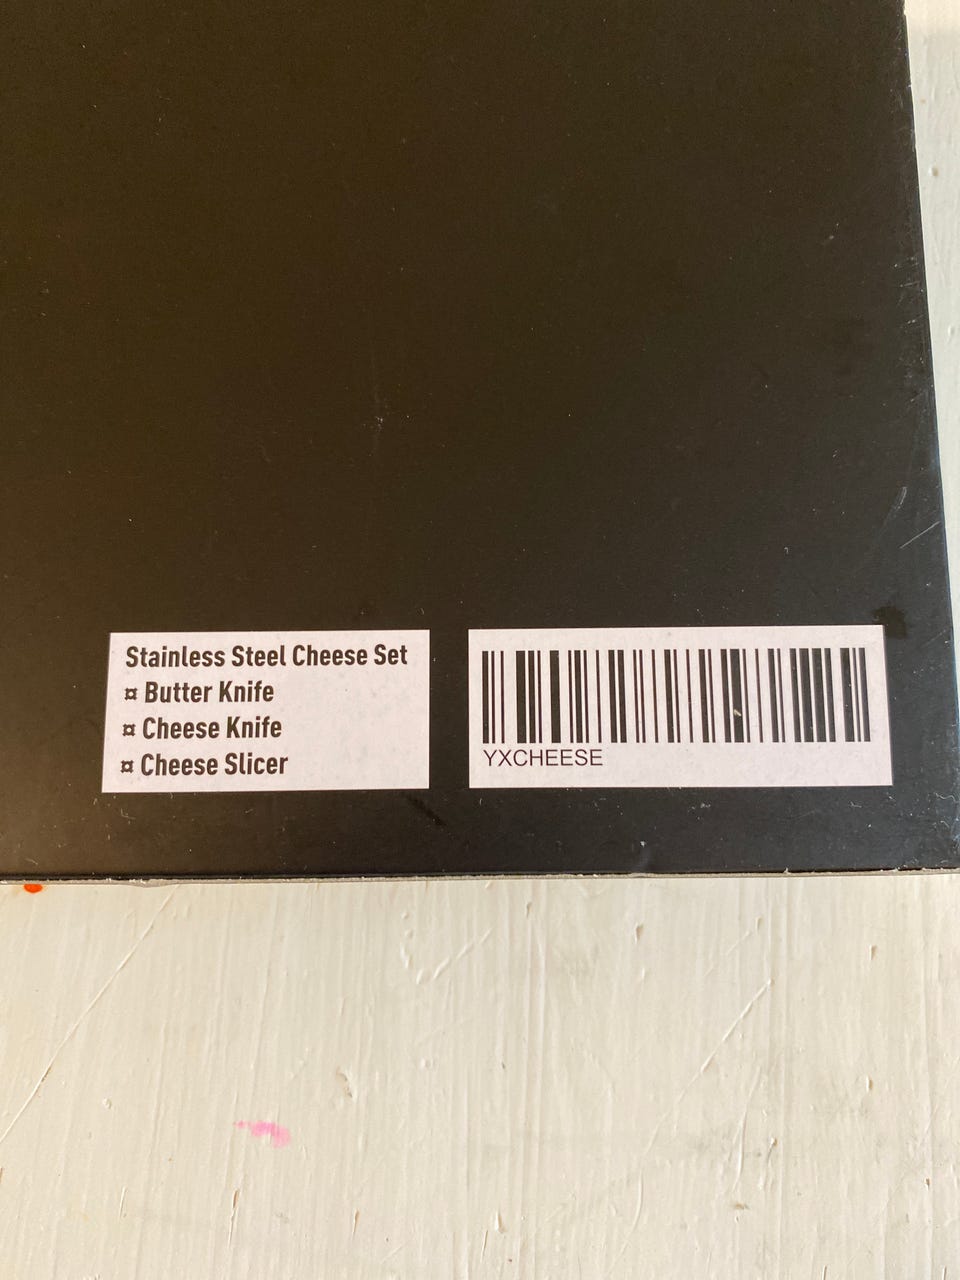 Stainless Steel Cheese Set
¤ Butter Knife
¤ Cheese Knife
¤ Cheese Slicer
YXCHEESE